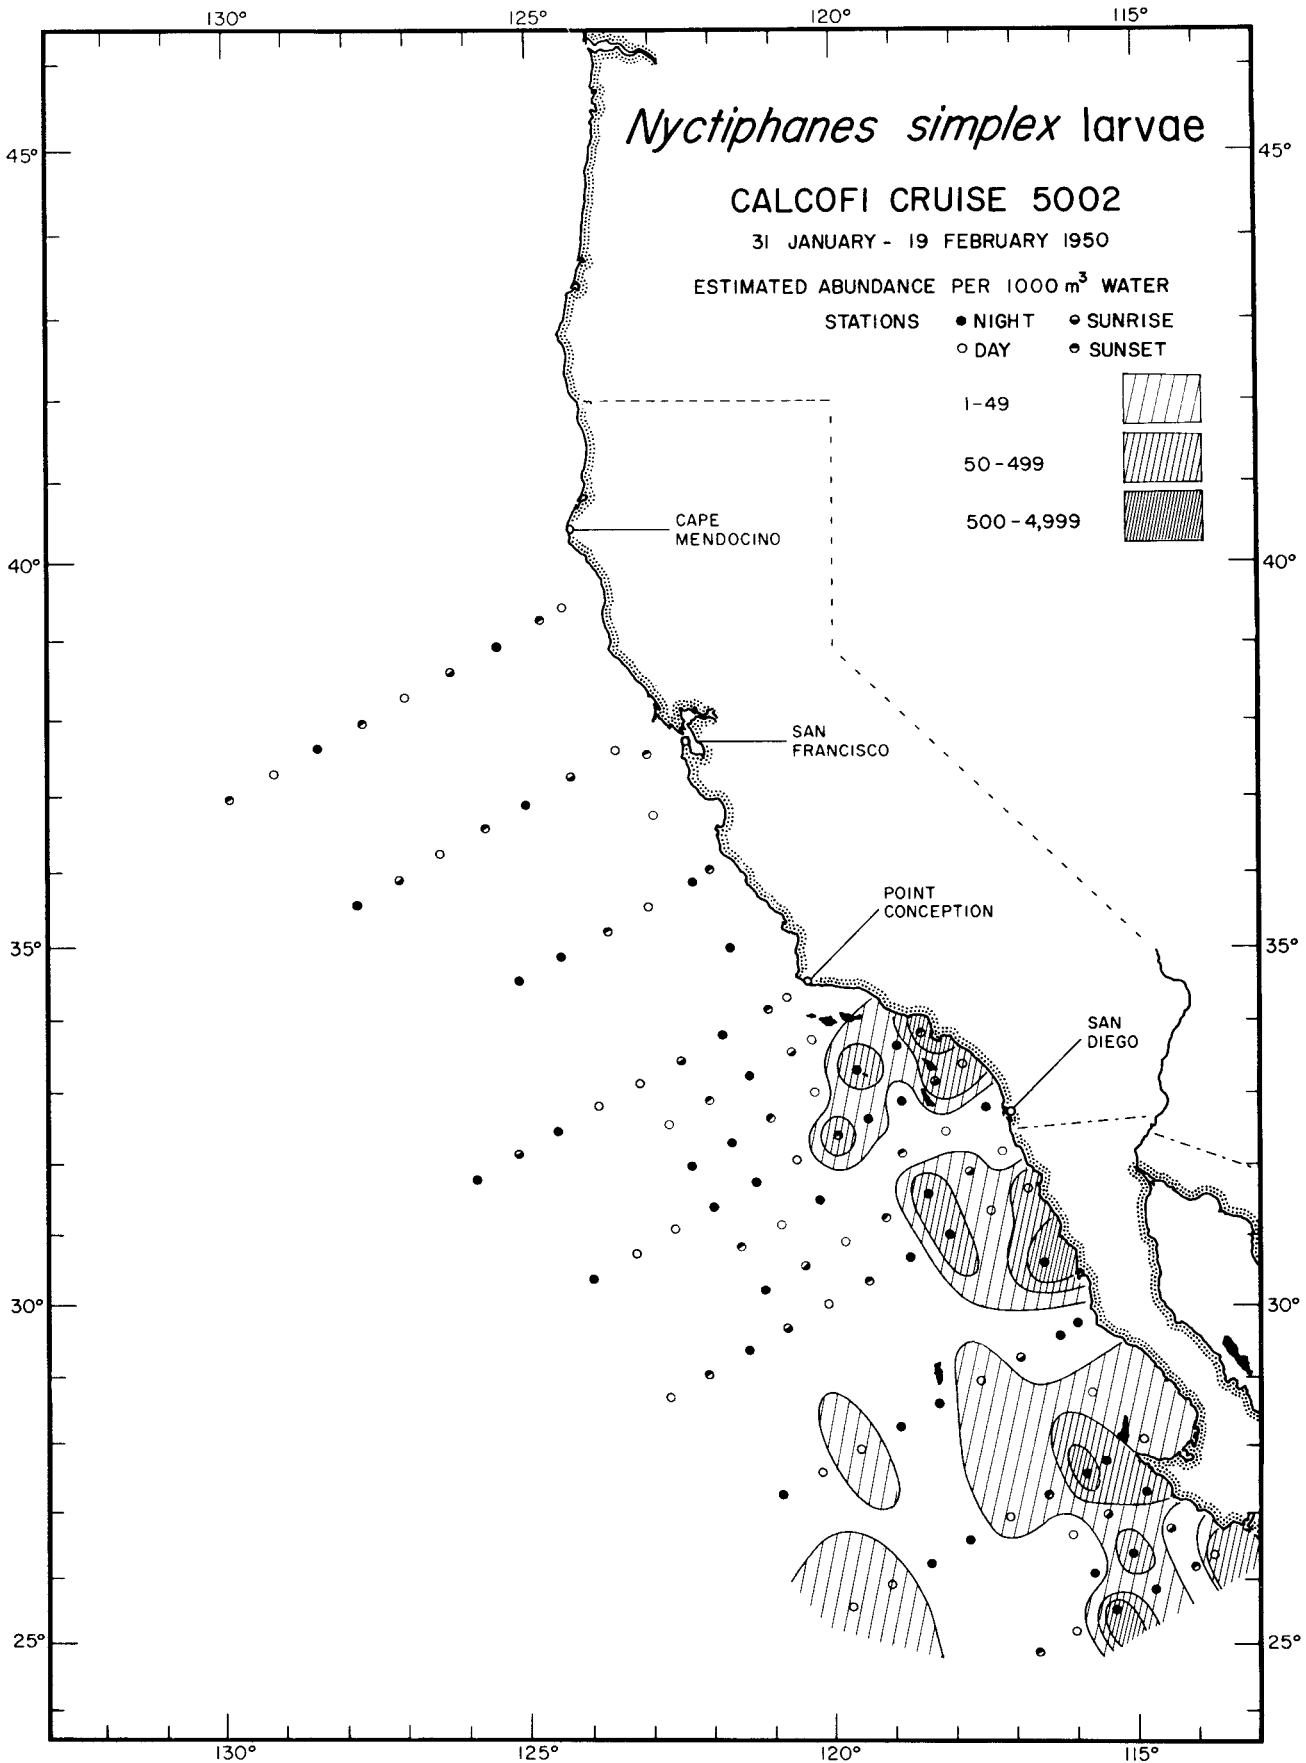 130° 125° 120° 115°
Nyctiphanes simplex larvae
45° 45°
CALCOFI CRUISE 5002
31 JANUARY - 19 FEBRUARY 1950
ESTIMATED ABUNDANCE PER 1000 m³ WATER
STATIONS ● NIGHT SUNRISE
○ DAY SUNSET
1-49
50-499
500-4,999
CAPE
MENDOCINO
40° 40°
SAN
FRANCISCO
POINT
CONCEPTION
35° 35°
SAN
DIEGO
30° 30°
25° 25°
130° 125° 120° 115°